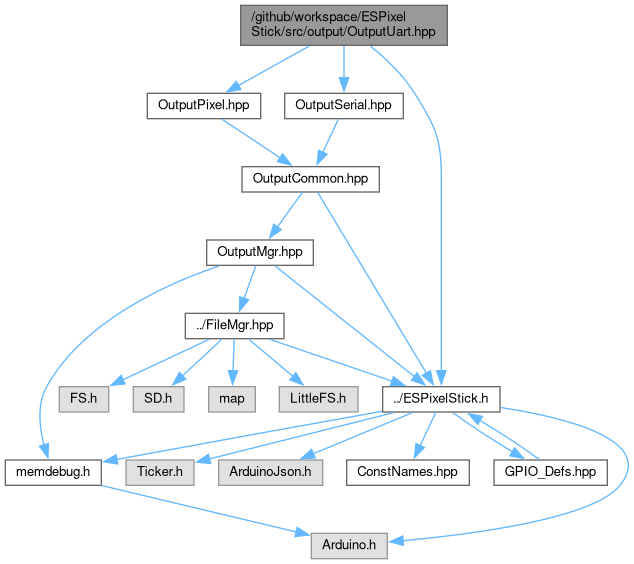 /github/workspace/ESPixel
Stick/src/output/OutputUart.hpp
OutputPixel.hpp
OutputSerial.hpp
OutputCommon.hpp
OutputMgr.hpp
../FileMgr.hpp
FS.h
SD.h
map
LittleFS.h
../ESPixelStick.h
memdebug.h
Ticker.h
ArduinoJson.h
ConstNames.hpp
GPIO_Defs.hpp
Arduino.h